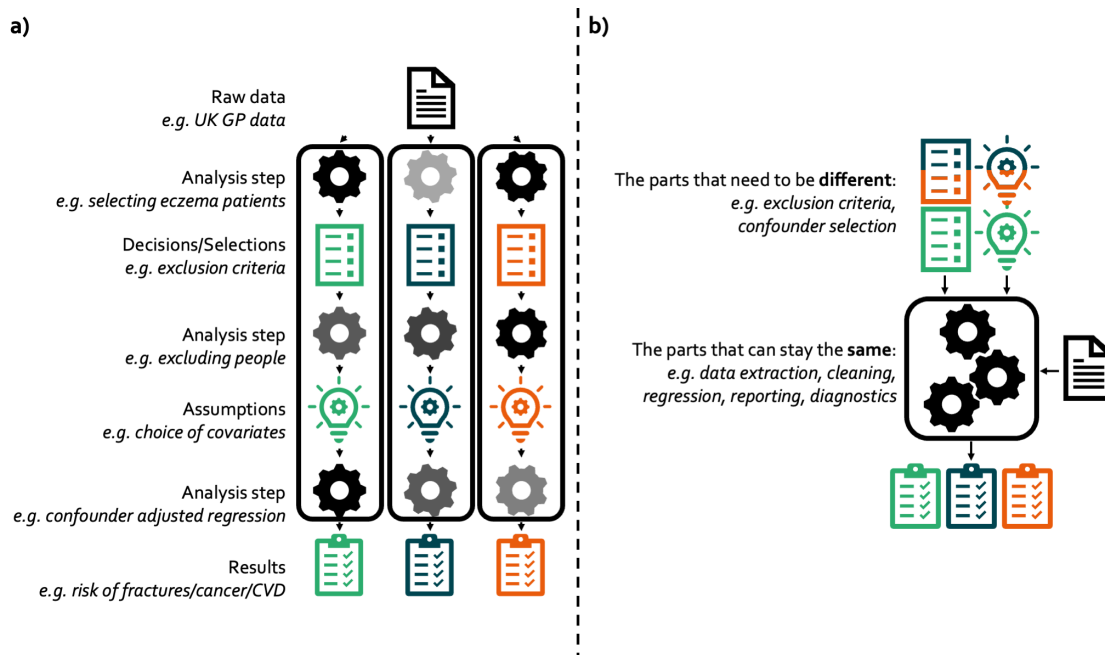 a)
Raw data
e.g. UK GP data
Analysis step
e.g. selecting eczema patients
Decisions/Selections
e.g. exclusion criteria
Analysis step
e.g. excluding people
Assumptions
e.g. choice of covariates
Analysis step
e.g. confounder adjusted regression
Results
e.g. risk of fractures/cancer/CVD
b)
The parts that need to be different:
e.g. exclusion criteria,
confounder selection
The parts that can stay the same:
e.g. data extraction, cleaning,
regression, reporting, diagnostics